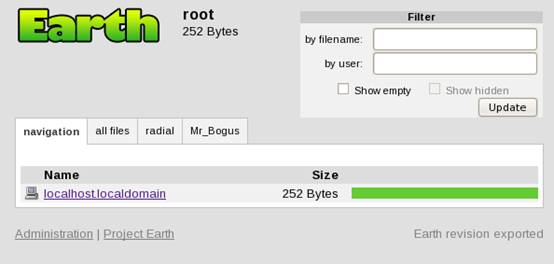 Earth
root
252 Bytes
Filter
by filename:
by user:
Show empty
Show hidden
Update
navigation
all files
radial
Mr_Bogus
Name Size
localhost.localdomain 252 Bytes
Administration | Project Earth
Earth revision exported